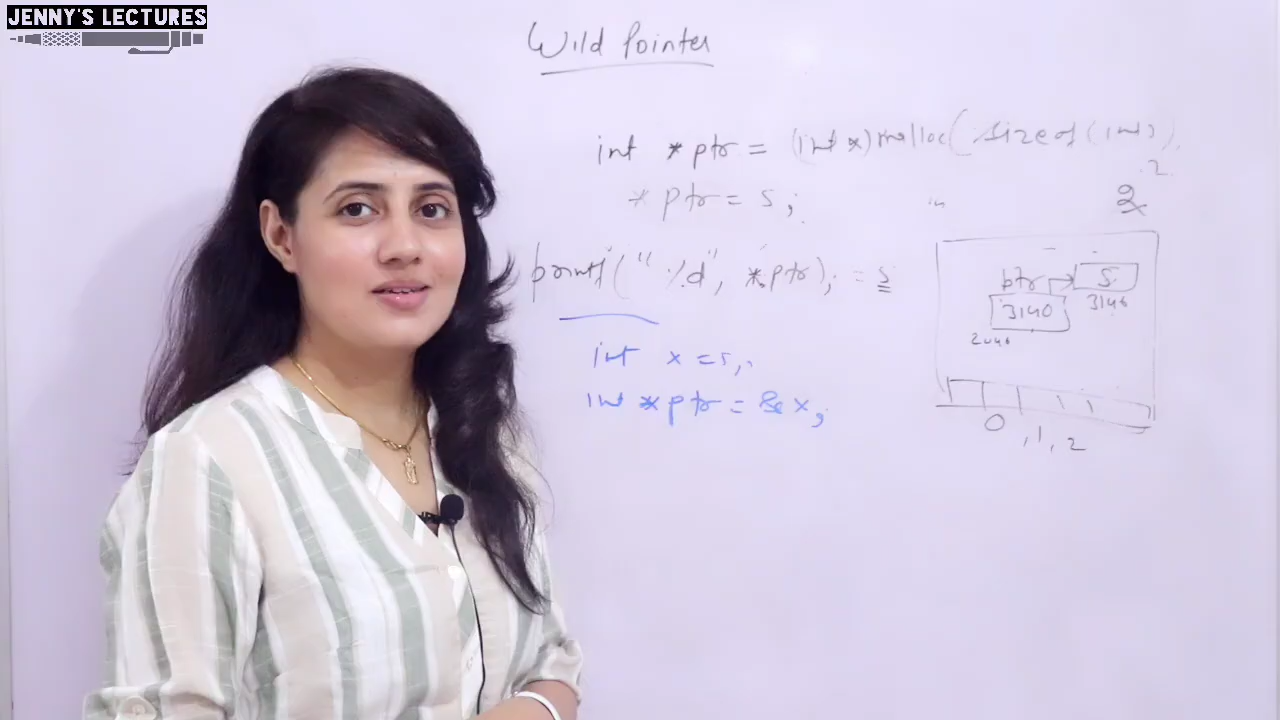 JENNY'S LECTURES
Wild Pointer
int *ptr = (int *)malloc(sizeof(int));
*ptr = 5;
2
printf("%d", *ptr); = 5
ptr 5
3140 3140
2046
int x = 5;
int *ptr = &x;
0, 1, 2